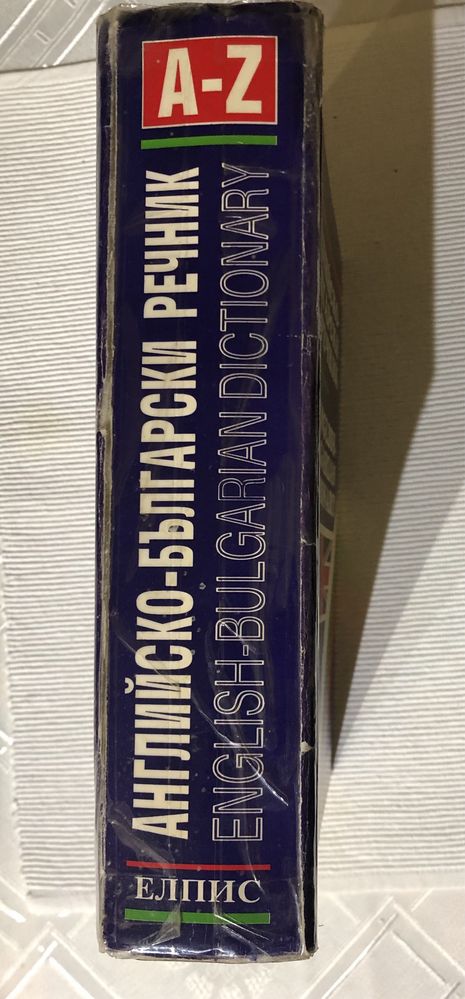 A-Z
АНГЛИЙСКО-БЪЛГАРСКИ РЕЧНИК
ENGLISH-BULGARIAN DICTIONARY
ЕЛПИС